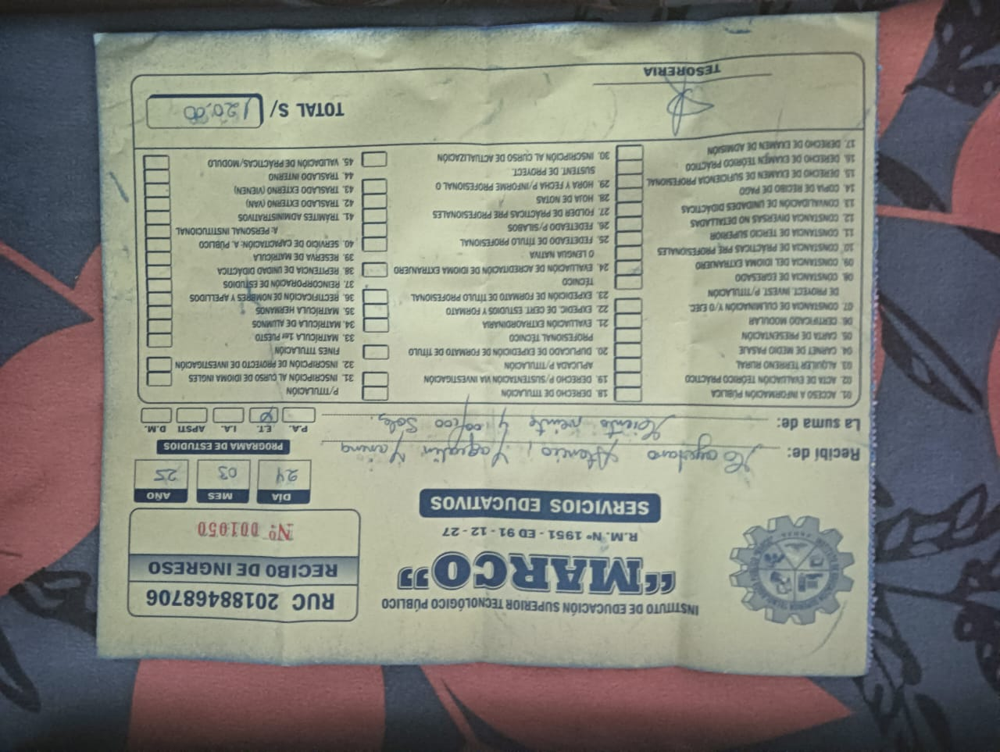 INSTITUTO DE EDUCACIÓN SUPERIOR TECNOLÓGICO PÚBLICO
“MARCO”
R.M. Nº 1951 - ED 91 - 12 - 27
SERVICIOS EDUCATIVOS
RUC 20188468706
RECIBO DE INGRESO
Nº 001050
DÍA MES AÑO
24 03 25
PROGRAMA DE ESTUDIOS
P.A. E.T. I.A. APSTI D.M.
Recibí de: Cayetano Atencio, Yaquelin Yanina
La suma de: Ciento veinte y 00/100 Soles.
01. ACCESO A INFORMACIÓN PÚBLICA
02. ACTA DE EVALUACIÓN TEÓRICO PRÁCTICO
03. ALQUILER TERRENO RURAL
04. CARNET DE MEDIO PASAJE
05. CARTA DE PRESENTACIÓN
06. CERTIFICADO MODULAR
07. CONSTANCIA DE CULMINACIÓN Y/O EJEC.
DE PROYECT. INVEST. P/TITULACIÓN
08. CONSTANCIA DE EGRESADO
09. CONSTANCIA DEL IDIOMA EXTRANJERO
10. CONSTANCIA DE PRÁCTICAS PRE PROFESIONALES
11. CONSTANCIA DE TERCIO SUPERIOR
12. CONSTANCIA DIVERSAS NO DETALLADAS
13. CONVALIDACIÓN DE UNIDADES DIDÁCTICAS
14. COPIA DE RECIBO DE PAGO
15. DERECHO DE EXAMEN DE SUFICIENCIA PROFESIONAL
16. DERECHO DE EXAMEN TEÓRICO PRÁCTICO
17. DERECHO DE EXAMEN DE ADMISIÓN
18. DERECHO DE TITULACIÓN
19. DERECHO P/SUSTENTACIÓN VIA INVESTIGACIÓN
APLICADA P/TITULACIÓN
20. DUPLICADO DE EXPEDICIÓN DE FORMATO DE TÍTULO
PROFESIONAL TÉCNICO
21. EVALUACIÓN EXTRAORDINARIA
22. EXPEDIC. DE CERT. ESTUDIOS Y FORMATO
23. EXPEDICIÓN DE FORMATO DE TÍTULO PROFESIONAL
TÉCNICO
24. EVALUACIÓN DE ACREDITACIÓN DE IDIOMA EXTRANJERO
O LENGUA NATIVA
25. FEDETEADO DE TÍTULO PROFESIONAL
26. FEDETEADO P/SILABOS
27. FOLDER DE PRÁCTICAS PRE PROFESIONALES
28. HOJA DE NOTAS
29. HORA Y FECHA P/INFORME PROFESIONAL O
SUSTENT. DE PROYECT.
30. INSCRIPCIÓN AL CURSO DE ACTUALIZACIÓN
P/TITULACIÓN
31. INSCRIPCIÓN AL CURSO DE IDIOMA INGLES
32. INSCRIPCIÓN DE PROYECTO DE INVESTIGACIÓN
FINES TITULACIÓN
33. MATRÍCULA 1er PUESTO
34. MATRÍCULA DE ALUMNOS
35. MATRÍCULA HERMANOS
36. RECTIFICACIÓN DE NOMBRES Y APELLIDOS
37. REINCORPORACIÓN DE ESTUDIOS
38. REPITENCIA DE UNIDAD DIDÁCTICA
39. RESERVA DE MATRÍCULA
40. SERVICIO DE CAPACITACIÓN: A. PÚBLICO
A: PERSONAL INSTITUCIONAL
41. TRÁMITES ADMINISTRATIVOS
42. TRASLADO EXTERNO (VAN)
43. TRASLADO EXTERNO (VIENEN)
44. TRASLADO INTERNO
45. VALIDACIÓN DE PRÁCTICAS/MODULO
TOTAL S/ 120.00
TESORERIA